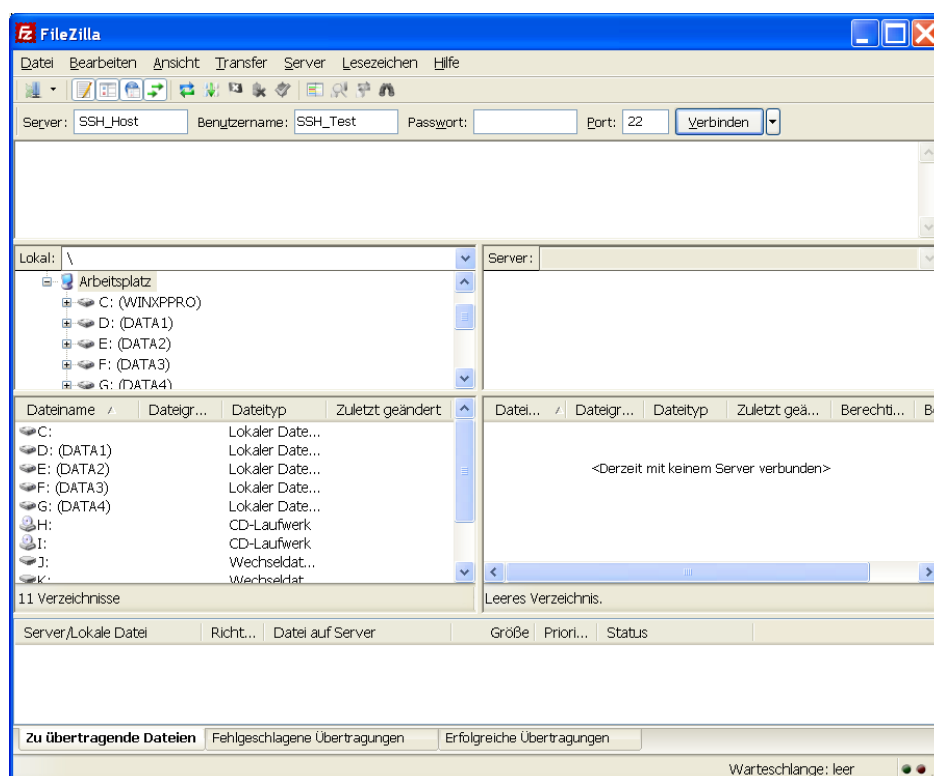 FileZilla
Datei Bearbeiten Ansicht Transfer Server Lesezeichen Hilfe
Server: SSH_Host Benutzername: SSH_Test Passwort: Port: 22 Verbinden
Lokal: \ Server:
Arbeitsplatz
C: (WINXPPRO)
D: (DATA1)
E: (DATA2)
F: (DATA3)
G: (DATA4)
Dateiname Dateigr... Dateityp Zuletzt geändert Datei... Dateigr... Dateityp Zuletzt geä... Berechti...
C: Lokaler Date...
D: (DATA1) Lokaler Date...
E: (DATA2) Lokaler Date...
<Derzeit mit keinem Server verbunden>
F: (DATA3) Lokaler Date...
G: (DATA4) Lokaler Date...
H: CD-Laufwerk
I: CD-Laufwerk
J: Wechseldat...
K: Wechseldat
11 Verzeichnisse Leeres Verzeichnis.
Server/Lokale Datei Richt... Datei auf Server Größe Priori... Status
Zu übertragende Dateien Fehlgeschlagene Übertragungen Erfolgreiche Übertragungen
Warteschlange: leer